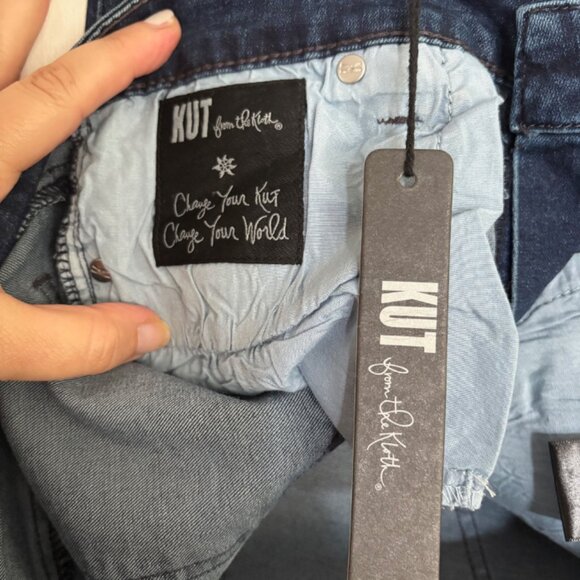 KUT from the Kloth®
Change Your KUT
Change Your World
KUT from the Kloth®